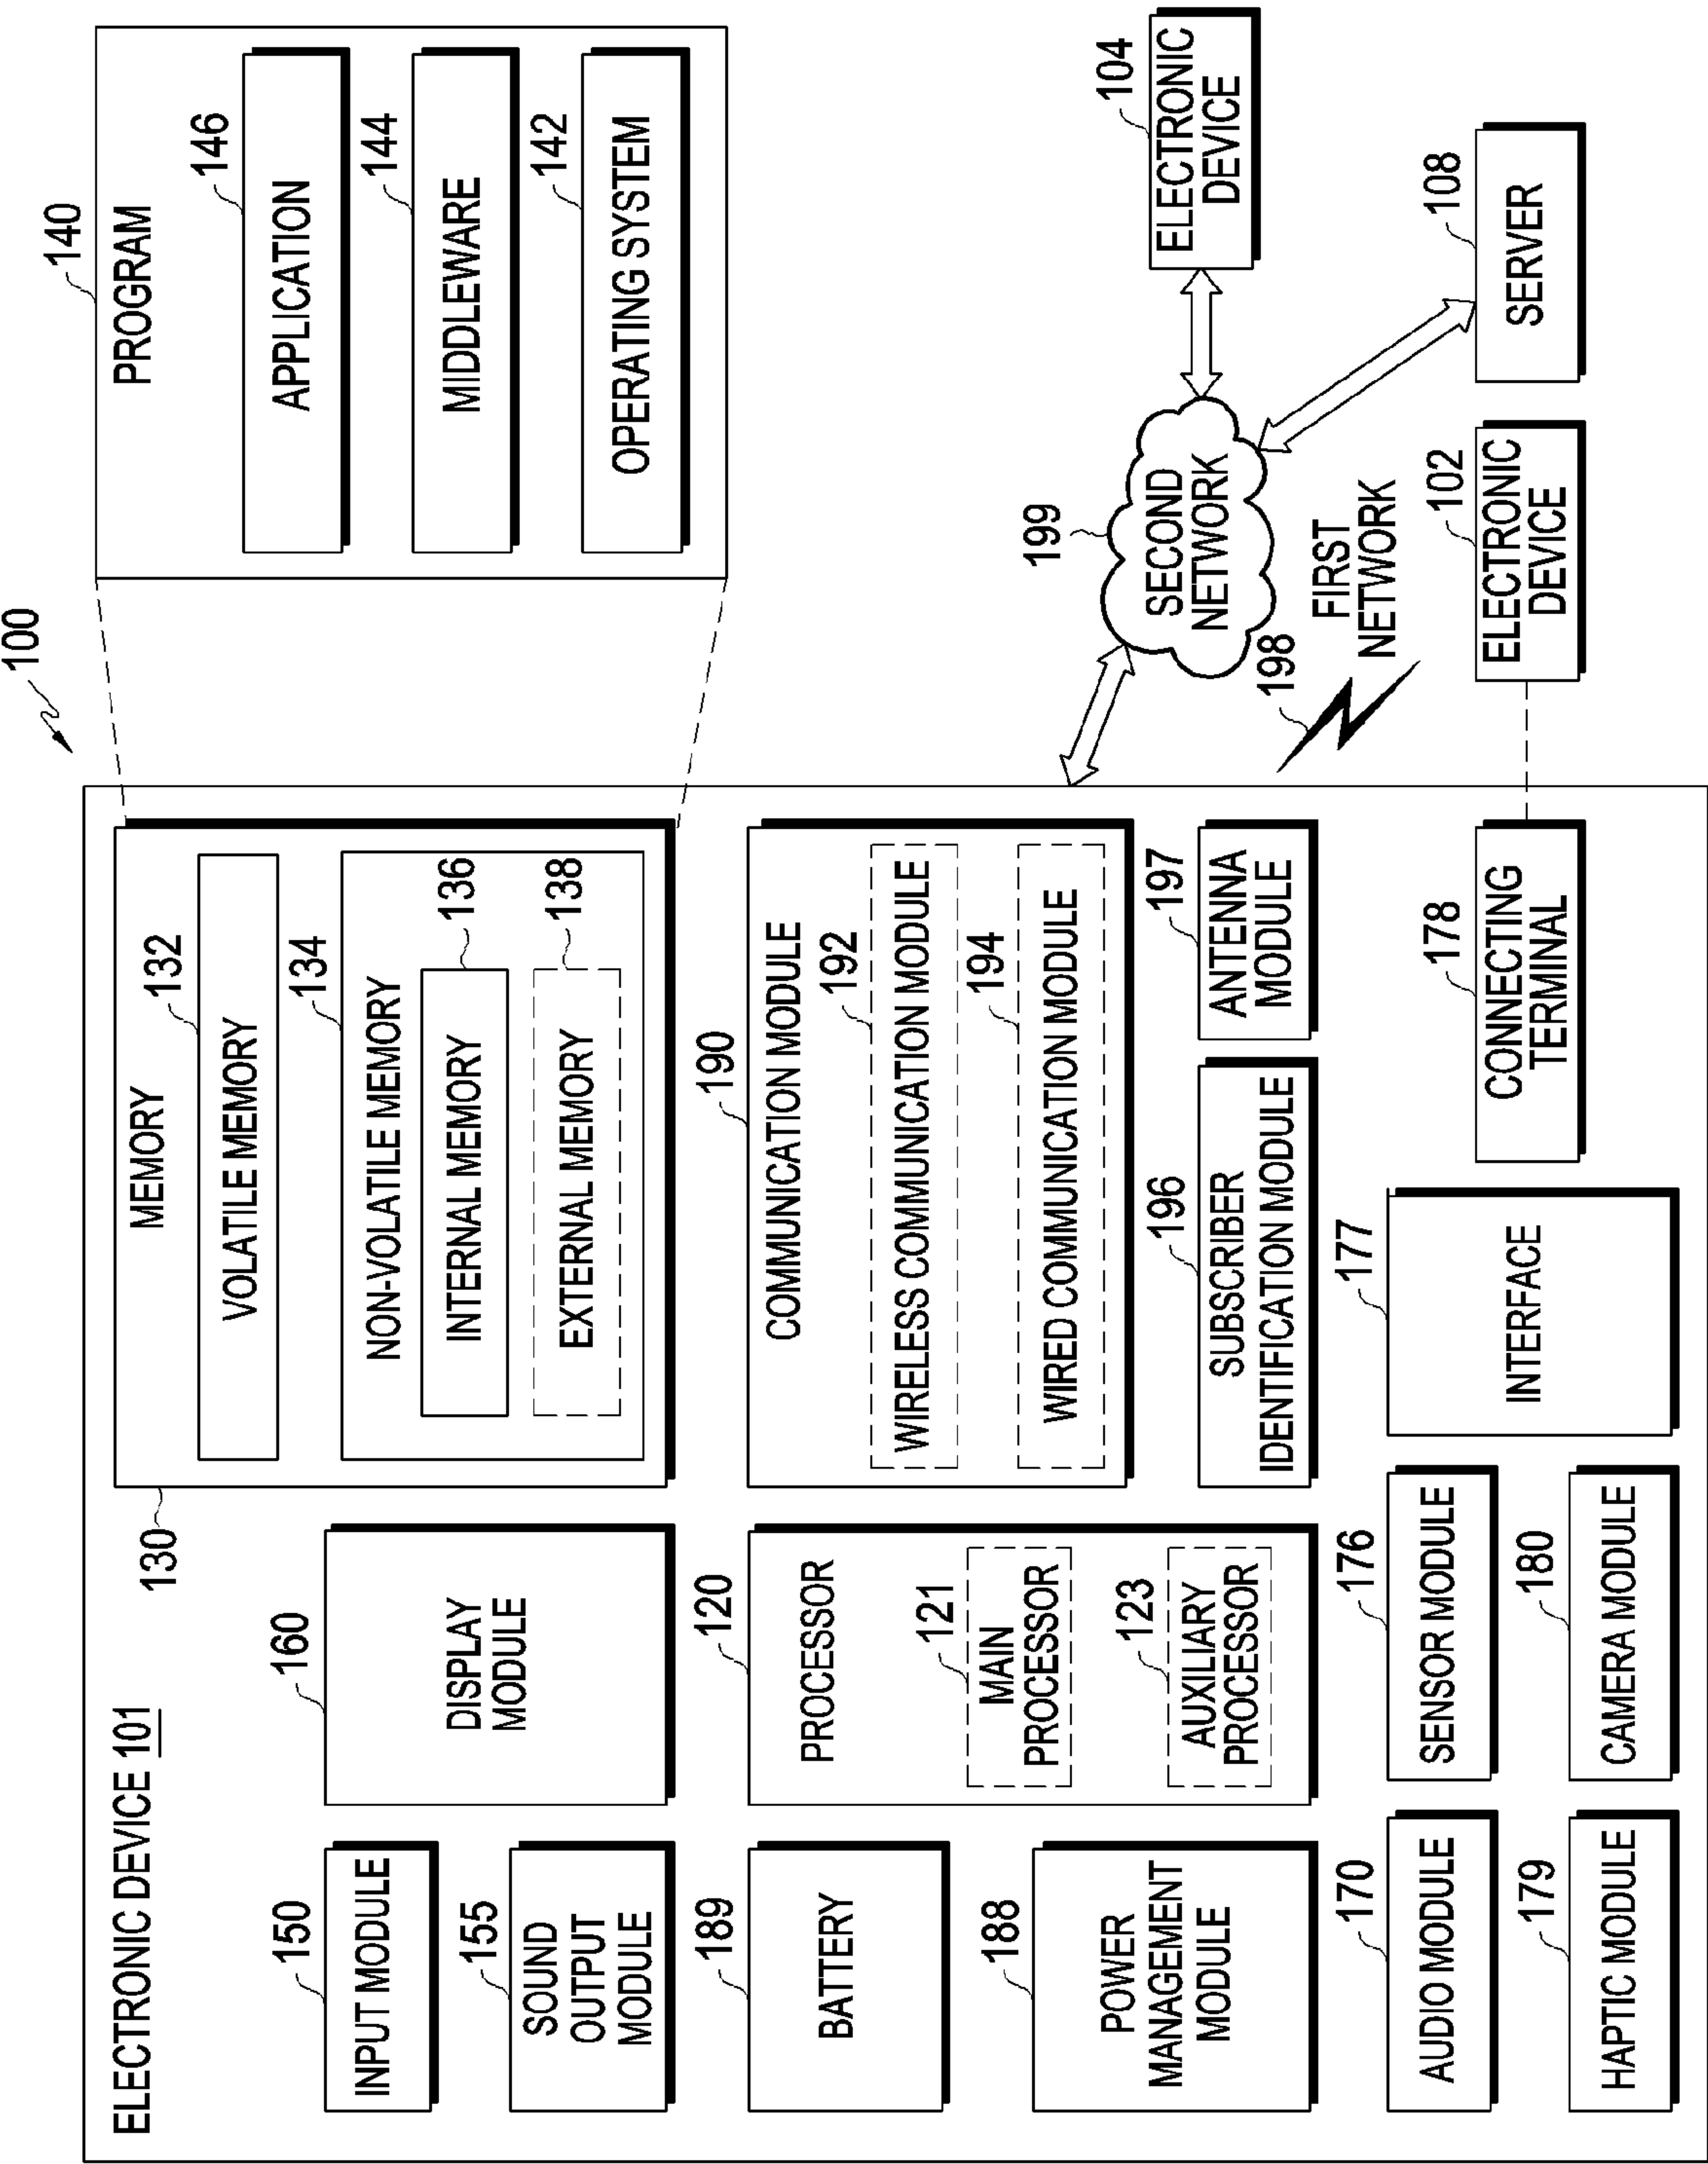 100
ELECTRONIC DEVICE 101
130
MEMORY
132
VOLATILE MEMORY
134
NON-VOLATILE MEMORY
136
INTERNAL MEMORY
138
EXTERNAL MEMORY
140
PROGRAM
146
APPLICATION
144
MIDDLEWARE
142
OPERATING SYSTEM
150
INPUT MODULE
160
DISPLAY
MODULE
155
SOUND
OUTPUT
MODULE
189
BATTERY
120
PROCESSOR
121
MAIN
PROCESSOR
123
AUXILIARY
PROCESSOR
190
COMMUNICATION MODULE
192
WIRELESS COMMUNICATION MODULE
194
WIRED COMMUNICATION MODULE
188
POWER
MANAGEMENT
MODULE
196
SUBSCRIBER
IDENTIFICATION MODULE
197
ANTENNA
MODULE
199
SECOND
NETWORK
104
ELECTRONIC
DEVICE
198
FIRST
NETWORK
170
AUDIO MODULE
176
SENSOR MODULE
177
INTERFACE
178
CONNECTING
TERMINAL
102
ELECTRONIC
DEVICE
108
SERVER
179
HAPTIC MODULE
180
CAMERA MODULE